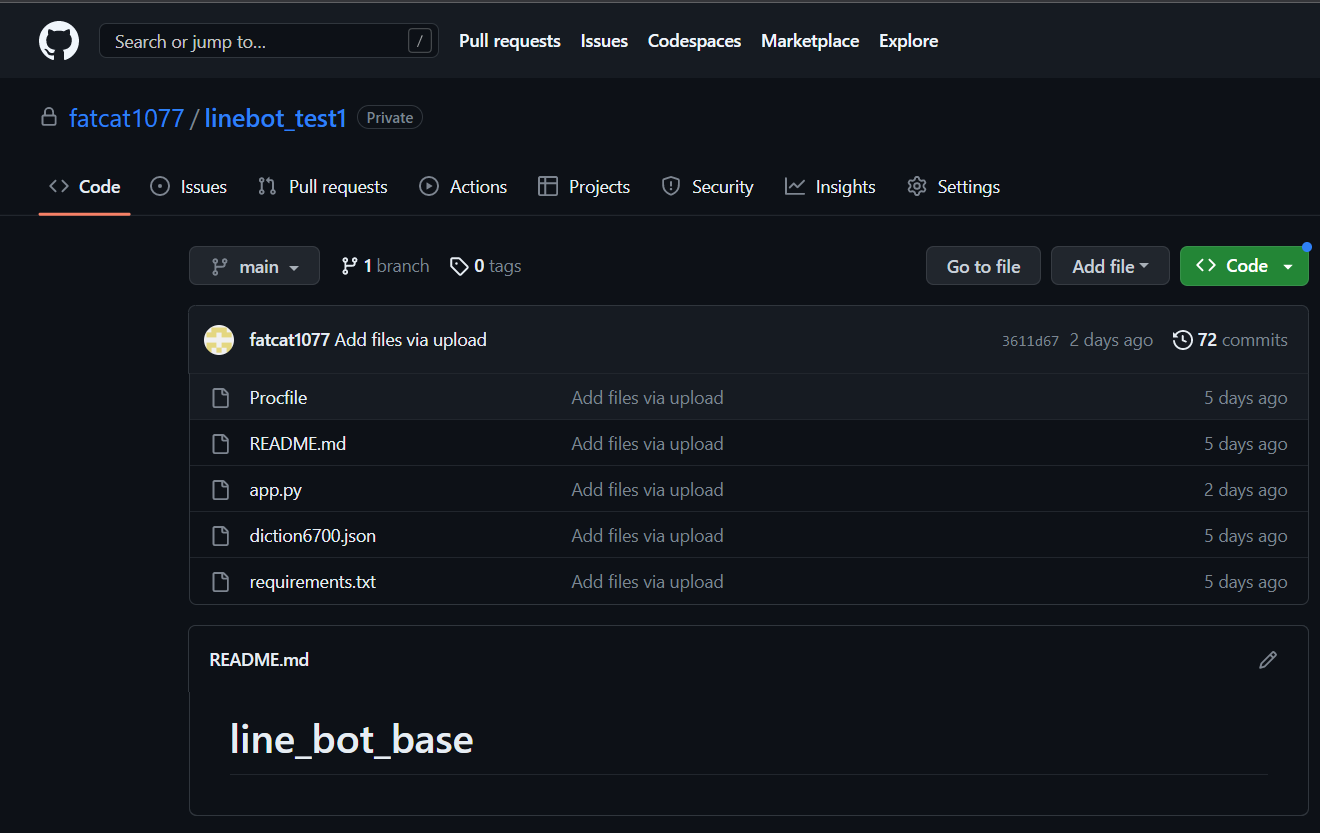 Search or jump to... / Pull requests Issues Codespaces Marketplace Explore
fatcat1077 / linebot_test1 Private
Code Issues Pull requests Actions Projects Security Insights Settings
main 1 branch 0 tags Go to file Add file Code
fatcat1077 Add files via upload 3611d67 2 days ago 72 commits
Procfile Add files via upload 5 days ago
README.md Add files via upload 5 days ago
app.py Add files via upload 2 days ago
diction6700.json Add files via upload 5 days ago
requirements.txt Add files via upload 5 days ago
README.md
line_bot_base